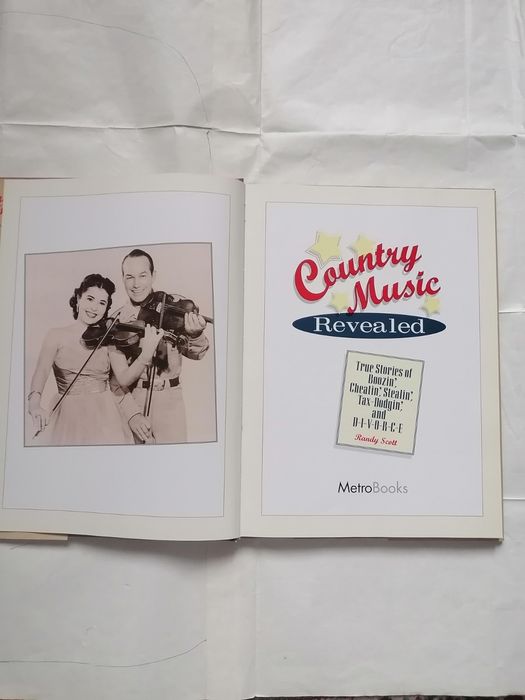 Country
Music
Revealed
True Stories of
Boozin',
Cheatin', Stealin',
Tax-Dodgin',
and
D-I-V-O-R-C-E
Randy Scott
MetroBooks